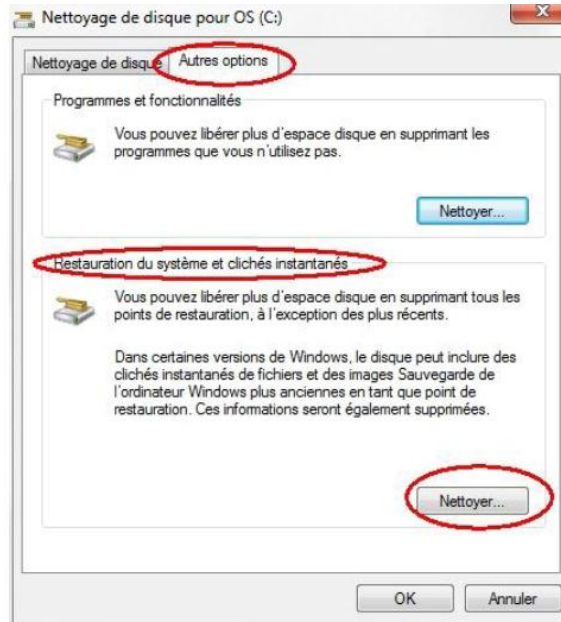 Nettoyage de disque pour OS (C:)
Nettoyage de disque
Autres options
Programmes et fonctionnalités
Vous pouvez libérer plus d'espace disque en supprimant les
programmes que vous n'utilisez pas.
Nettoyer...
Restauration du système et clichés instantanés
Vous pouvez libérer plus d'espace disque en supprimant tous les
points de restauration, à l'exception des plus récents.
Dans certaines versions de Windows, le disque peut inclure des
clichés instantanés de fichiers et des images Sauvegarde de
l'ordinateur Windows plus anciennes en tant que point de
restauration. Ces informations seront également supprimées.
Nettoyer...
OK
Annuler